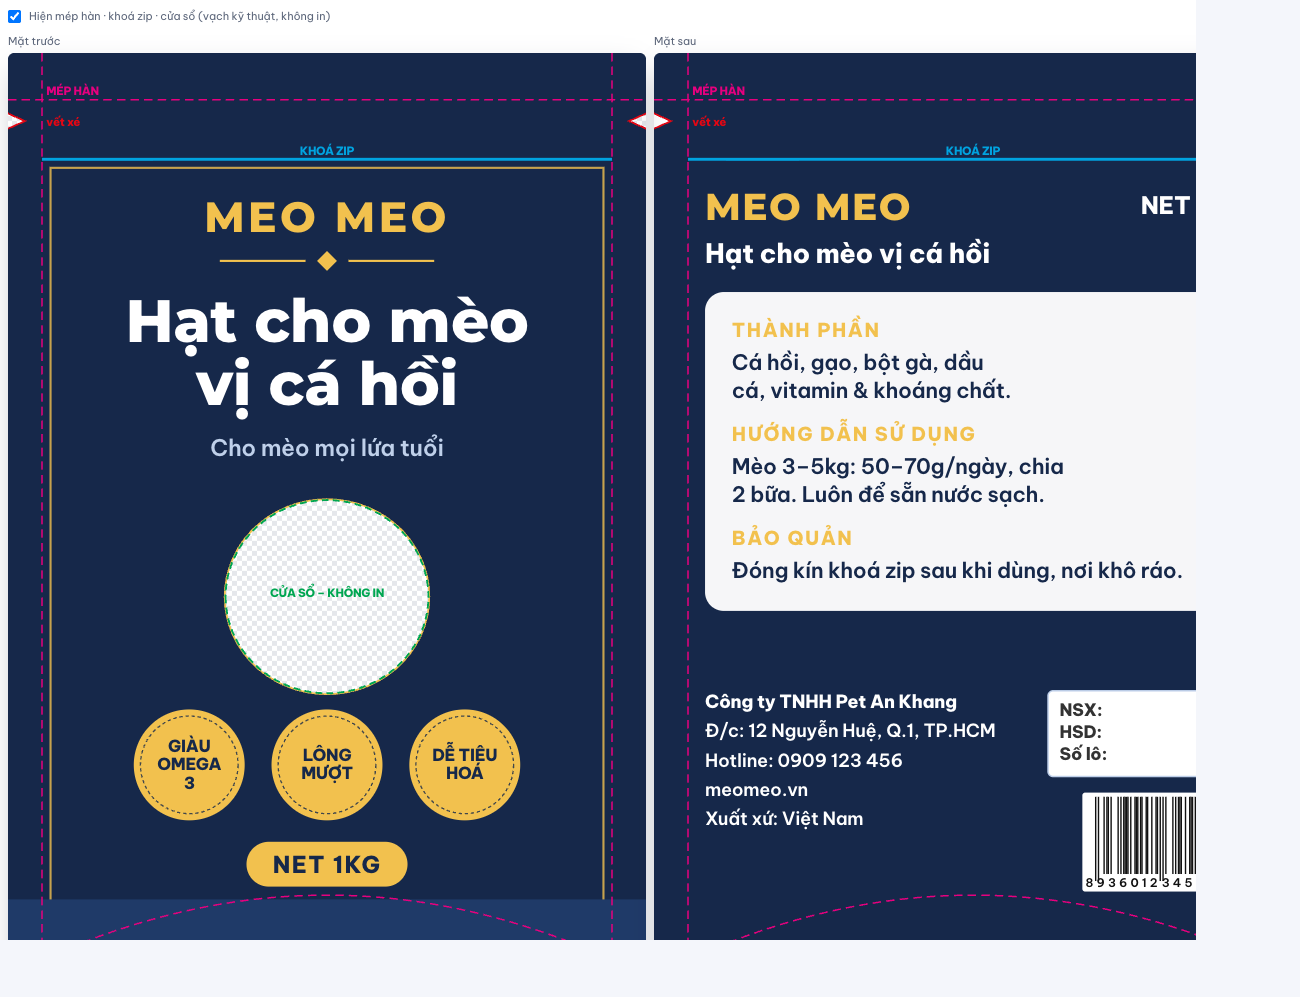 Hiện mép hàn · khoá zip · cửa sổ (vạch kỹ thuật, không in)
Mặt trước
MÉP HÀN
vết xé
KHOÁ ZIP
MEO MEO
Hạt cho mèo
vị cá hồi
Cho mèo mọi lứa tuổi
CỬA SỔ – KHÔNG IN
GIÀU
OMEGA
3
LÔNG
MƯỢT
DỄ TIÊU
HOÁ
NET 1KG
Mặt sau
MÉP HÀN
vết xé
KHOÁ ZIP
MEO MEO
NET
Hạt cho mèo vị cá hồi
THÀNH PHẦN
Cá hồi, gạo, bột gà, dầu
cá, vitamin & khoáng chất.
HƯỚNG DẪN SỬ DỤNG
Mèo 3–5kg: 50–70g/ngày, chia
2 bữa. Luôn để sẵn nước sạch.
BẢO QUẢN
Đóng kín khoá zip sau khi dùng, nơi khô ráo.
Công ty TNHH Pet An Khang
Đ/c: 12 Nguyễn Huệ, Q.1, TP.HCM
Hotline: 0909 123 456
meomeo.vn
Xuất xứ: Việt Nam
NSX:
HSD:
Số lô:
8936012345